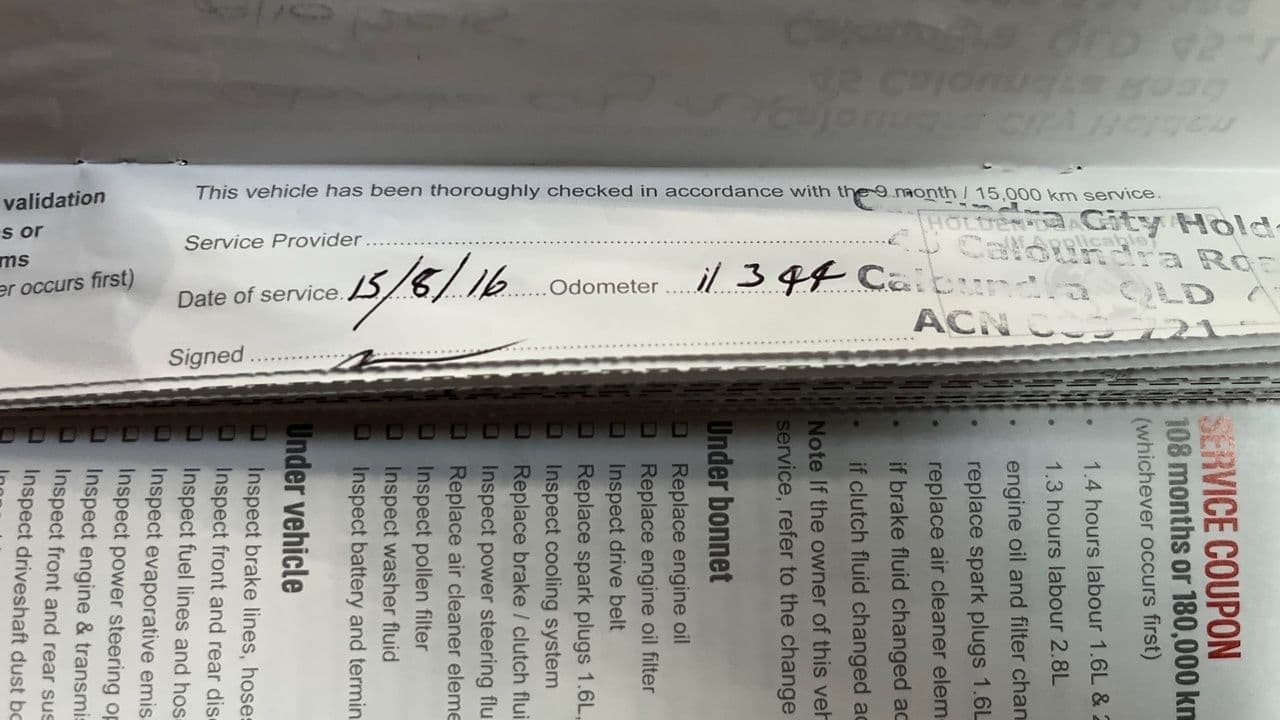 validation
s or
ms
er occurs first)
This vehicle has been thoroughly checked in accordance with the 9 month / 15,000 km service.
Service Provider
Date of service 15/8/16 Odometer 11 344
Signed
City Hold
Caloundra Ro
Caloundra QLD
ACN
SERVICE COUPON
108 months or 180,000 km
(whichever occurs first)
• 1.4 hours labour 1.6L &
• 1.3 hours labour 2.8L
• engine oil and filter chan
• replace spark plugs 1.6L
• replace air cleaner elem
• if brake fluid changed ad
• if clutch fluid changed ad
Note If the owner of this veh
service, refer to the change
Under bonnet
Replace engine oil
Replace engine oil filter
Inspect drive belt
Replace spark plugs 1.6L,
Inspect cooling system
Replace brake / clutch flui
Inspect power steering flu
Replace air cleaner eleme
Inspect pollen filter
Inspect washer fluid
Inspect battery and termin
Under vehicle
Inspect brake lines, hoses
Inspect front and rear disc
Inspect fuel lines and hos
Inspect evaporative emis
Inspect power steering op
Inspect engine & transmi
Inspect front and rear sus
Inspect driveshaft dust bo